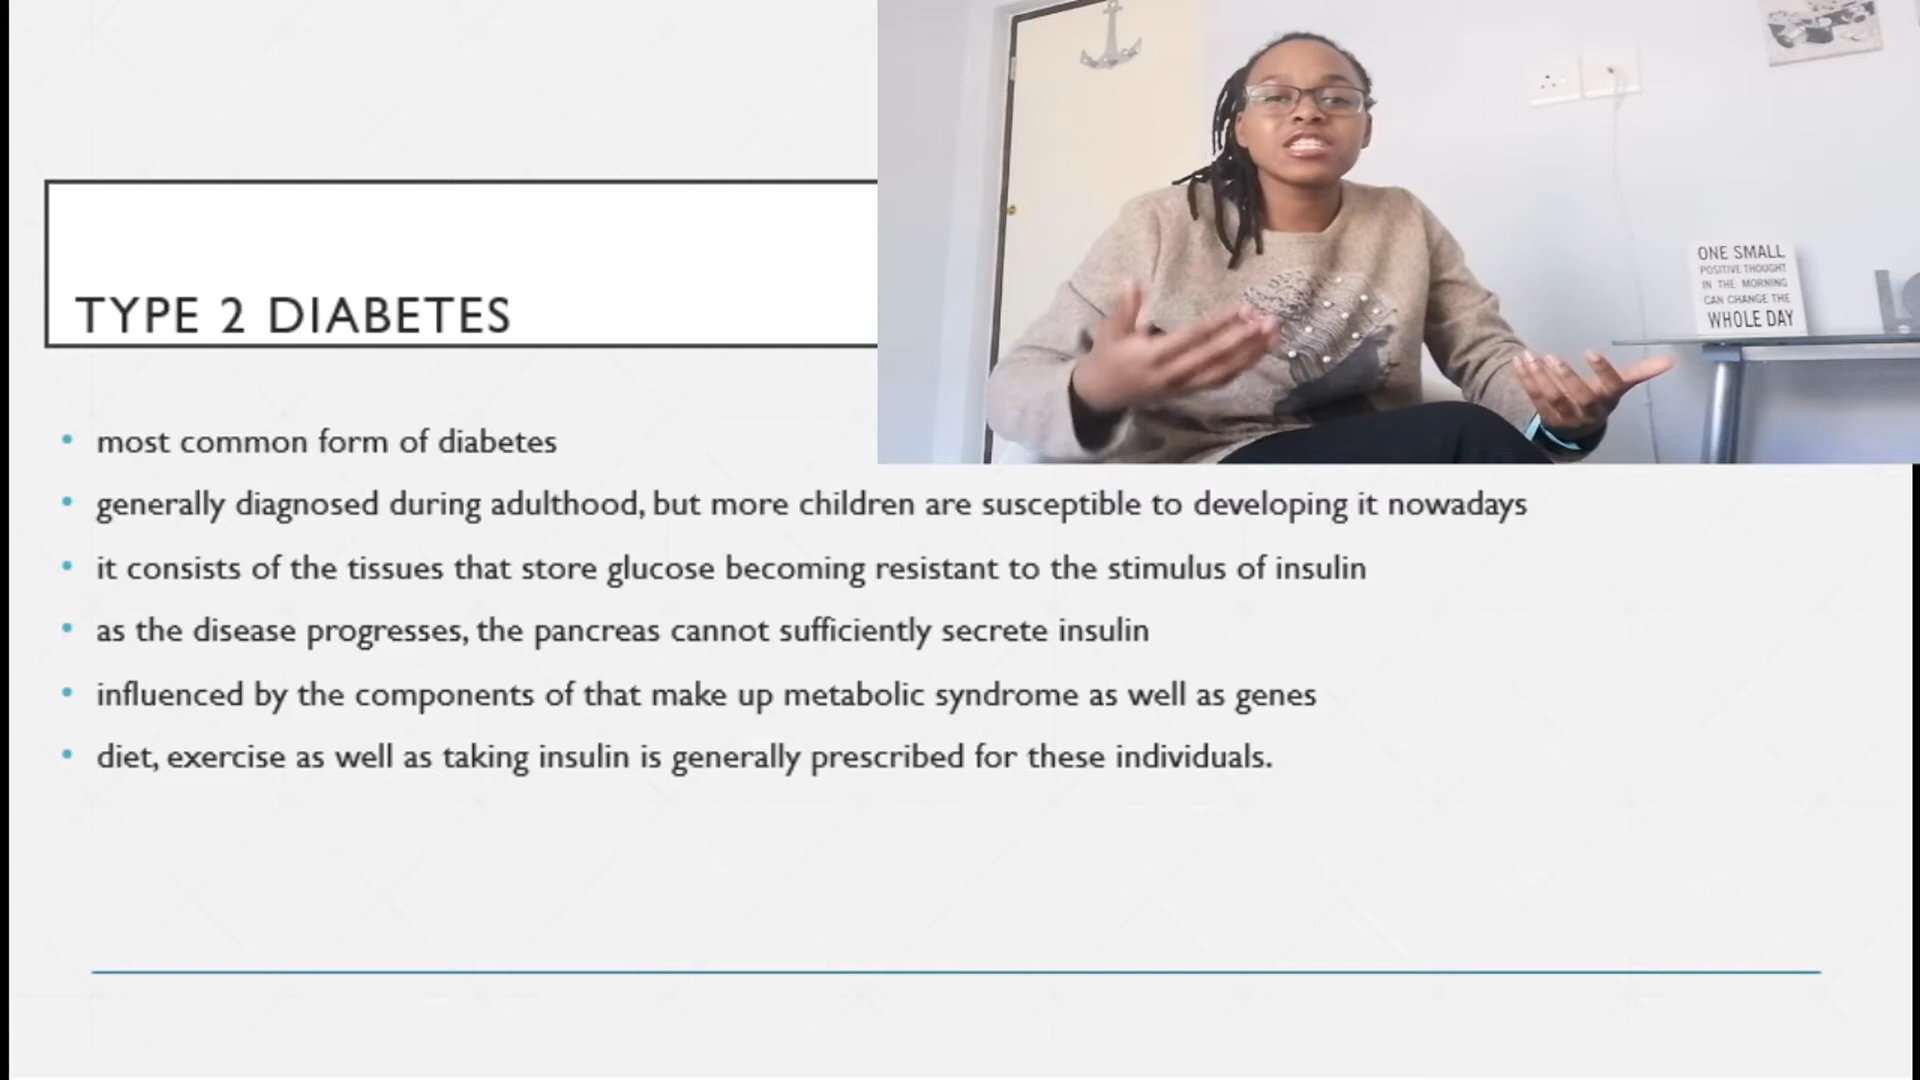 TYPE 2 DIABETES
most common form of diabetes
generally diagnosed during adulthood, but more children are susceptible to developing it nowadays
it consists of the tissues that store glucose becoming resistant to the stimulus of insulin
as the disease progresses, the pancreas cannot sufficiently secrete insulin
influenced by the components of that make up metabolic syndrome as well as genes
diet, exercise as well as taking insulin is generally prescribed for these individuals.
ONE SMALL
POSITIVE THOUGHT
IN THE MORNING
CAN CHANGE THE
WHOLE DAY